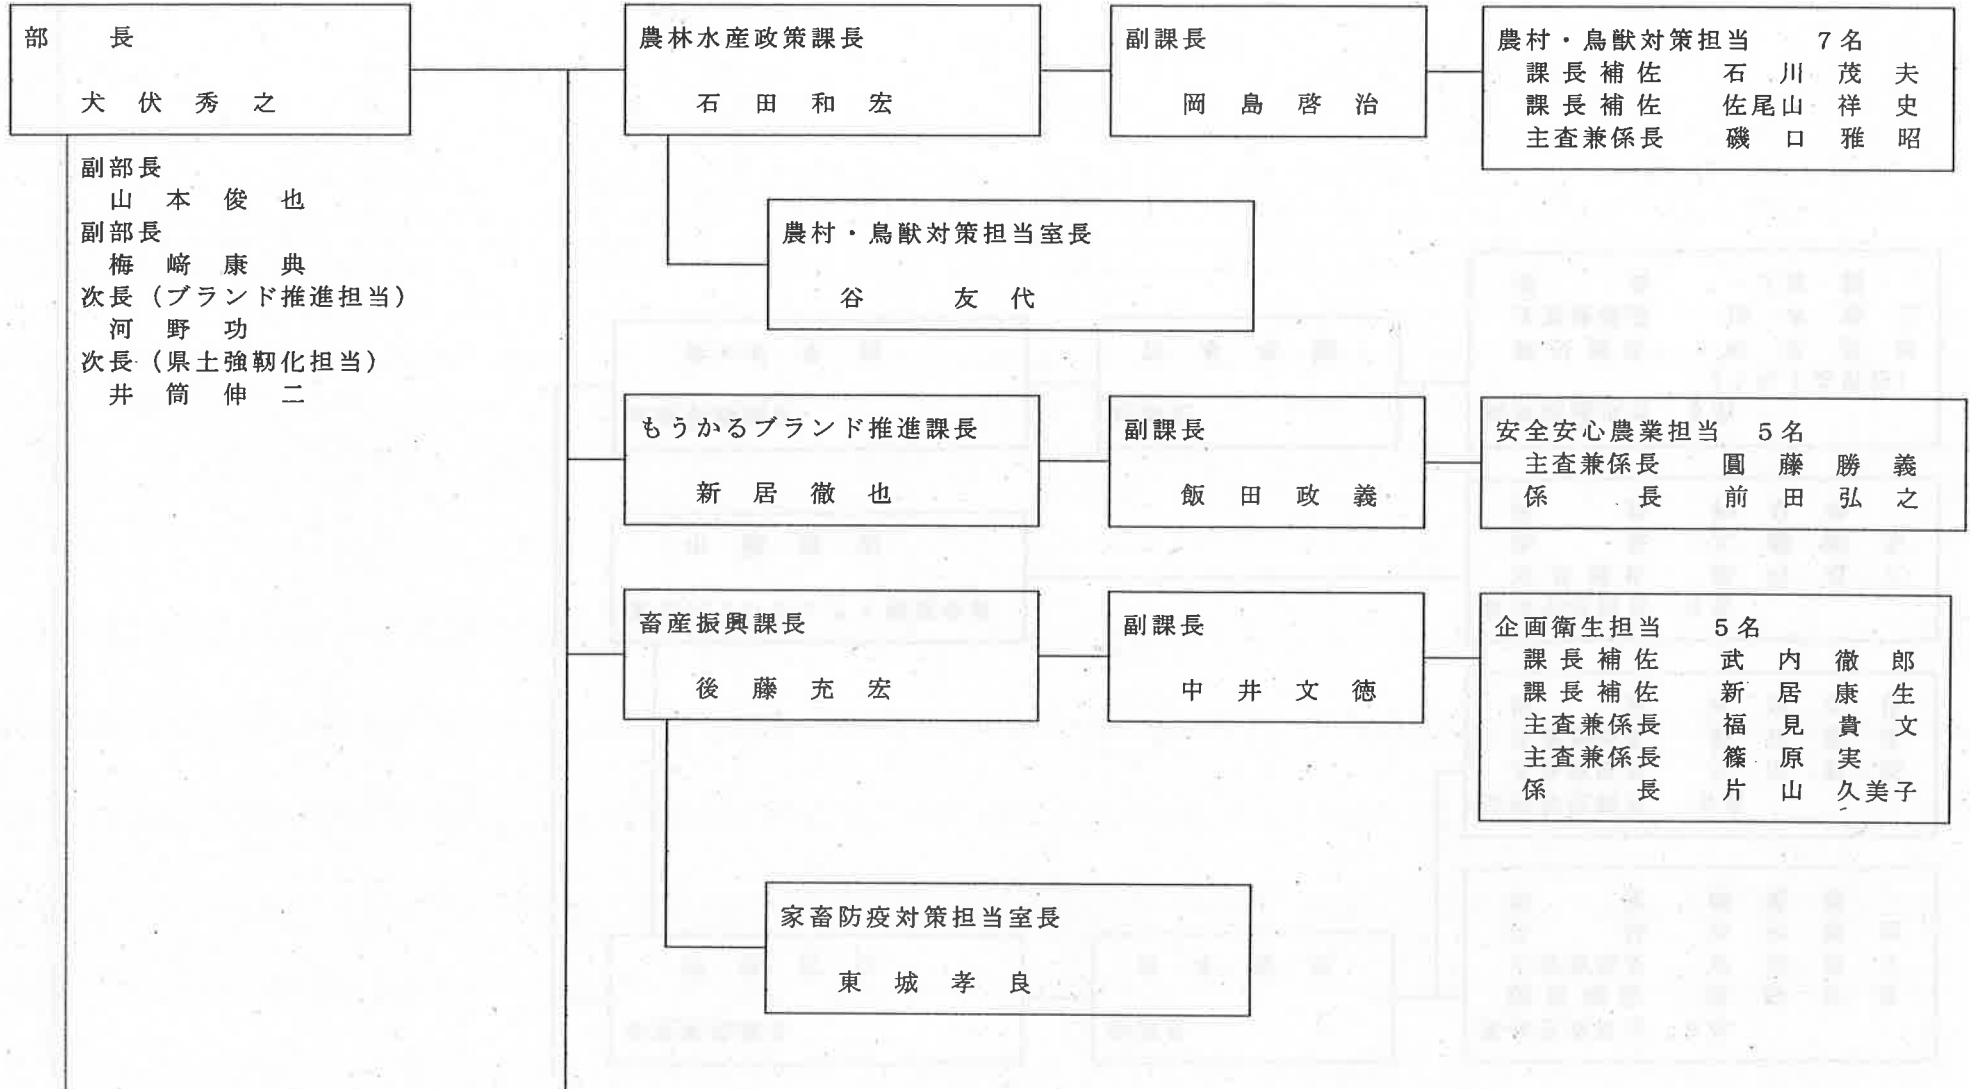 部　長
犬伏秀之
副部長
山本俊也
副部長
梅﨑康典
次長（ブランド推進担当）
河野功
次長（県土強靭化担当）
井筒伸二
農林水産政策課長
石田和宏
副課長
岡島啓治
農村・鳥獣対策担当　7名
課長補佐　石川茂夫
課長補佐　佐尾山祥史
主査兼係長　磯口雅昭
農村・鳥獣対策担当室長
谷　友代
もうかるブランド推進課長
新居徹也
副課長
飯田政義
安全安心農業担当　5名
主査兼係長　圓藤勝義
係長　前田弘之
畜産振興課長
後藤充宏
副課長
中井文徳
企画衛生担当　5名
課長補佐　武内徹郎
課長補佐　新居康生
主査兼係長　福見貴文
主査兼係長　篠原実
係長　片山久美子
家畜防疫対策担当室長
東城孝良